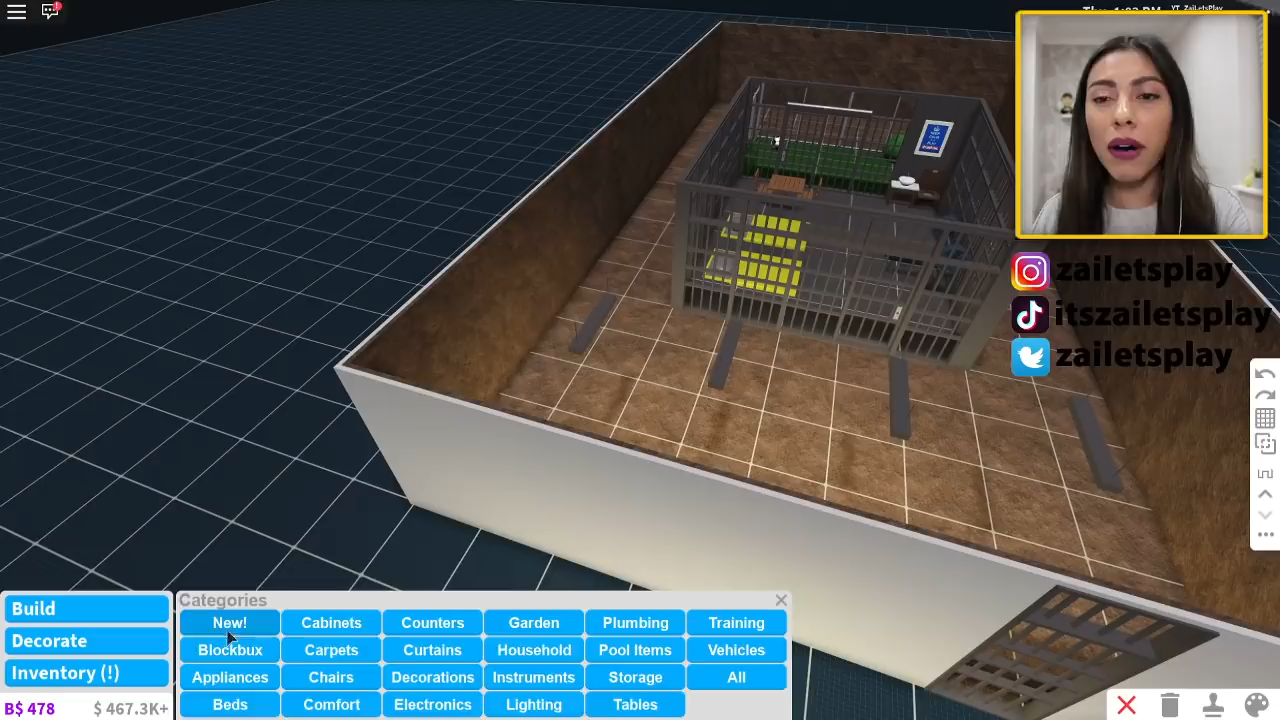 YT_ZaiLetsPlay
zailetsplay
itszailetsplay
zailetsplay
Build
Decorate
Inventory (!)
B$ 478 $ 467.3K+
Categories
New! Cabinets Counters Garden Plumbing Training
Blockbux Carpets Curtains Household Pool Items Vehicles
Appliances Chairs Decorations Instruments Storage All
Beds Comfort Electronics Lighting Tables